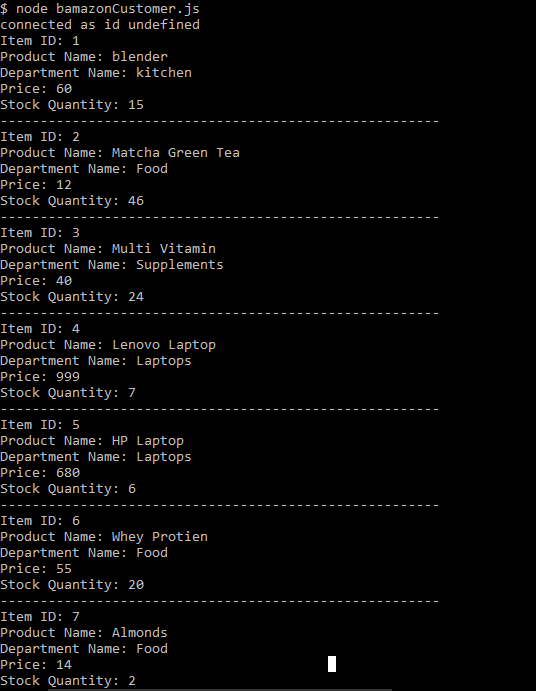 $ node bamazonCustomer.js
connected as id undefined
Item ID: 1
Product Name: blender
Department Name: kitchen
Price: 60
Stock Quantity: 15
-------------------------------------------------------
Item ID: 2
Product Name: Matcha Green Tea
Department Name: Food
Price: 12
Stock Quantity: 46
-------------------------------------------------------
Item ID: 3
Product Name: Multi Vitamin
Department Name: Supplements
Price: 40
Stock Quantity: 24
-------------------------------------------------------
Item ID: 4
Product Name: Lenovo Laptop
Department Name: Laptops
Price: 999
Stock Quantity: 7
-------------------------------------------------------
Item ID: 5
Product Name: HP Laptop
Department Name: Laptops
Price: 680
Stock Quantity: 6
-------------------------------------------------------
Item ID: 6
Product Name: Whey Protien
Department Name: Food
Price: 55
Stock Quantity: 20
-------------------------------------------------------
Item ID: 7
Product Name: Almonds
Department Name: Food
Price: 14
Stock Quantity: 2